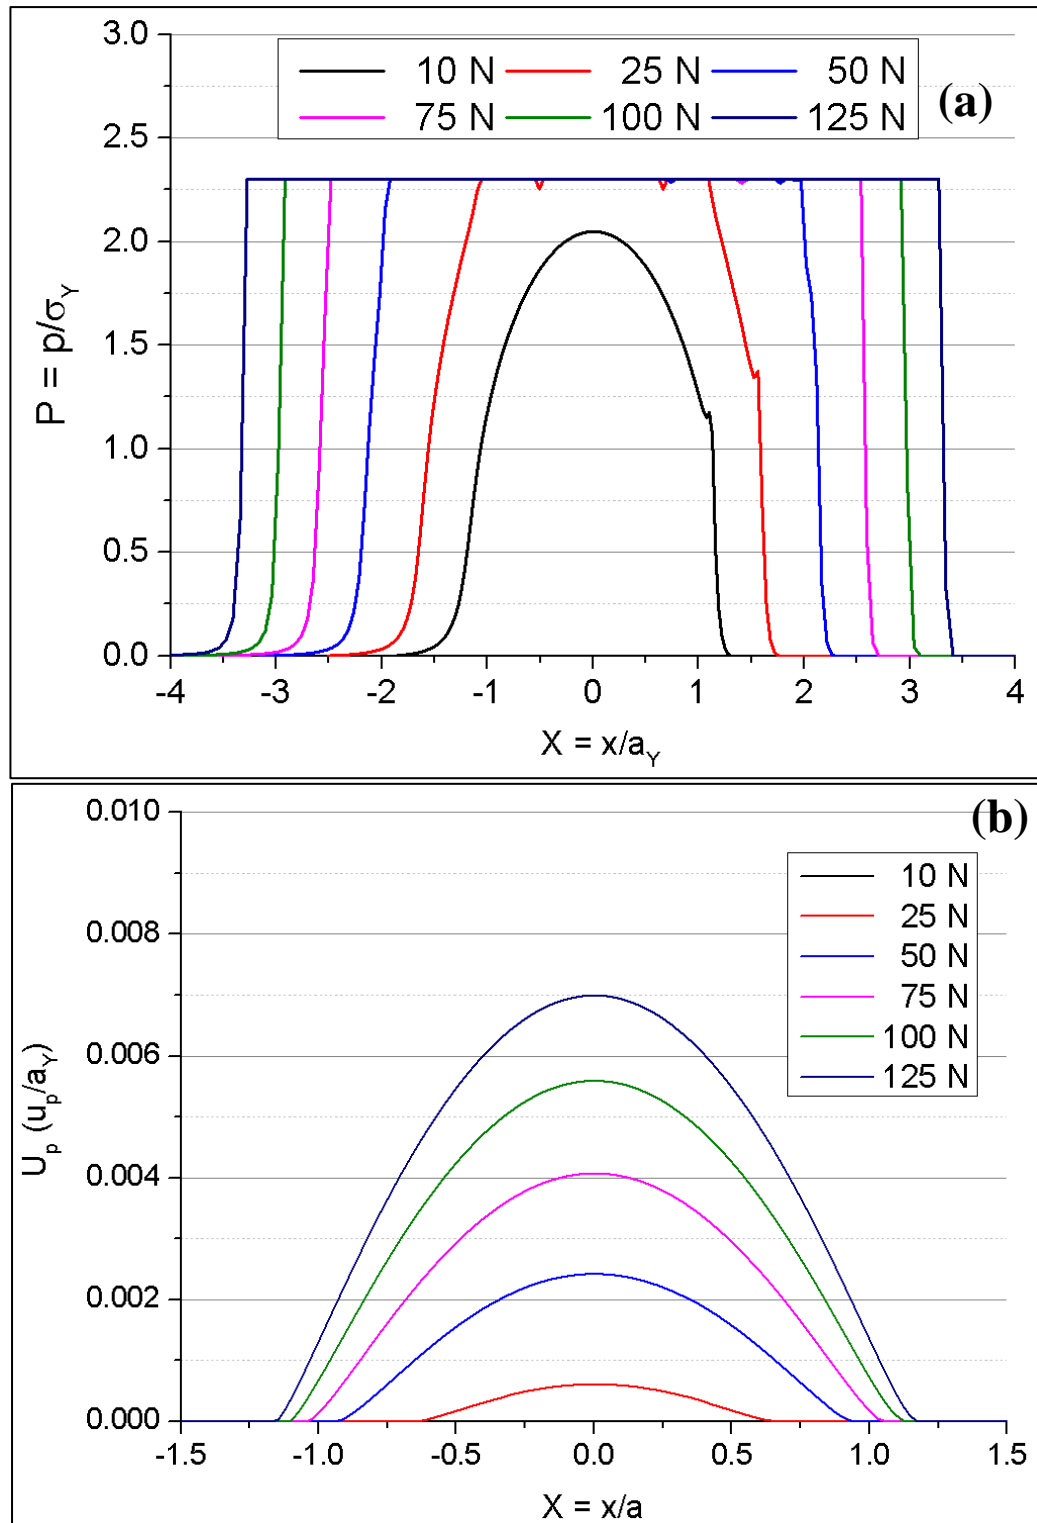 3.0
10 N 25 N 50 N
75 N 100 N 125 N
(a)
2.5
2.0
1.5
1.0
0.5
0.0
P = p/σY
-4 -3 -2 -1 0 1 2 3 4
X = x/aY
0.010
(b)
10 N
25 N
50 N
75 N
100 N
125 N
0.008
0.006
0.004
0.002
0.000
Up (up/aY)
-1.5 -1.0 -0.5 0.0 0.5 1.0 1.5
X = x/a